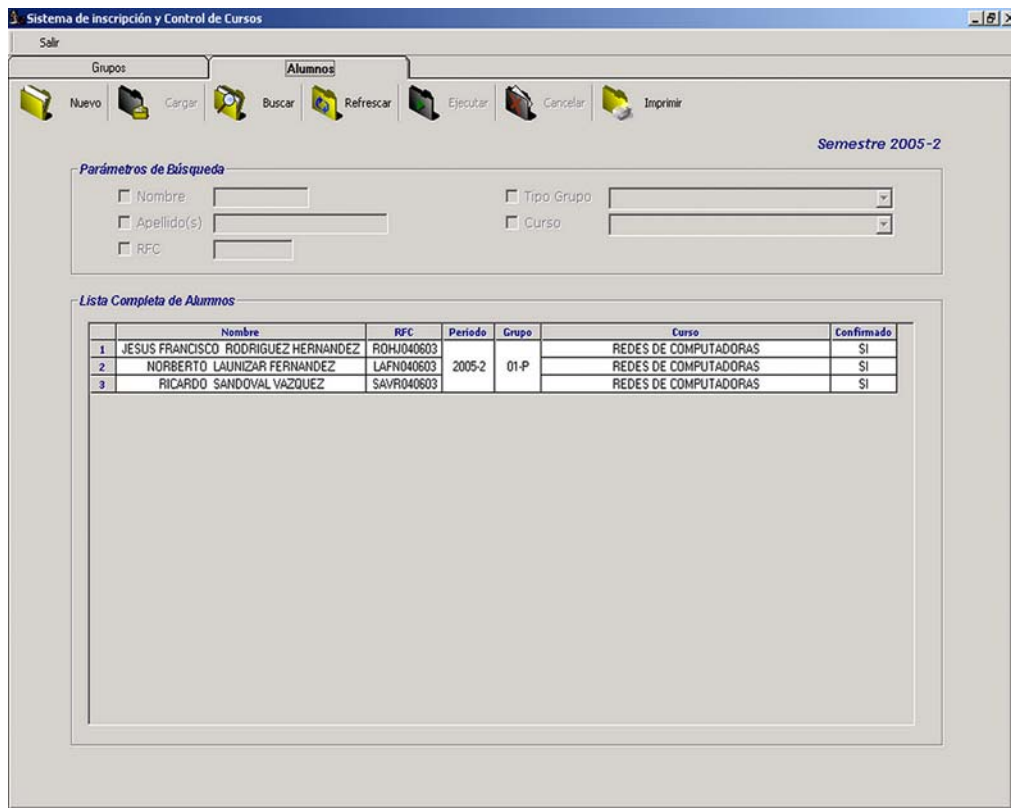 Sistema de inscripción y Control de Cursos
Salir
Grupos Alumnos
Nuevo Cargar Buscar Refrescar Ejecutar Cancelar Imprimir
Semestre 2005-2
Parámetros de Búsqueda
Nombre Tipo Grupo
Apellido(s) Curso
RFC
Lista Completa de Alumnos
Nombre RFC Periodo Grupo Curso Confirmado
1 JESUS FRANCISCO RODRIGUEZ HERNANDEZ ROHJ040603 REDES DE COMPUTADORAS SI
2 NORBERTO LAUNIZAR FERNANDEZ LAFN040603 2005-2 01-P REDES DE COMPUTADORAS SI
3 RICARDO SANDOVAL VAZQUEZ SAVR040603 REDES DE COMPUTADORAS SI